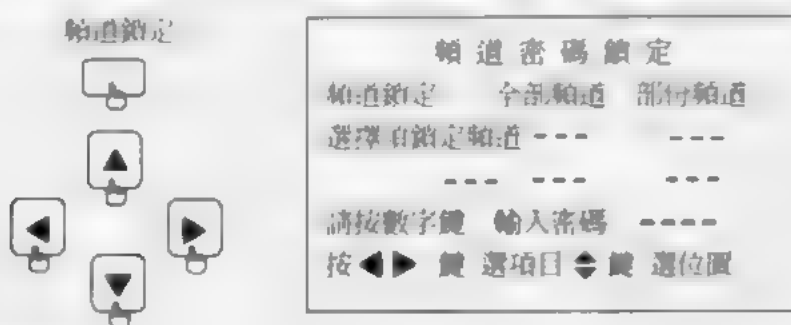 頻道鎖定
頻道密碼鎖定
頻道鎖定 全部頻道 部份頻道
選擇自鎖定頻道 --- ---
--- --- ---
請按數字鍵 輸入密碼 ----
按◀▶ 鍵 選項目 ⬍ 鍵 選位置